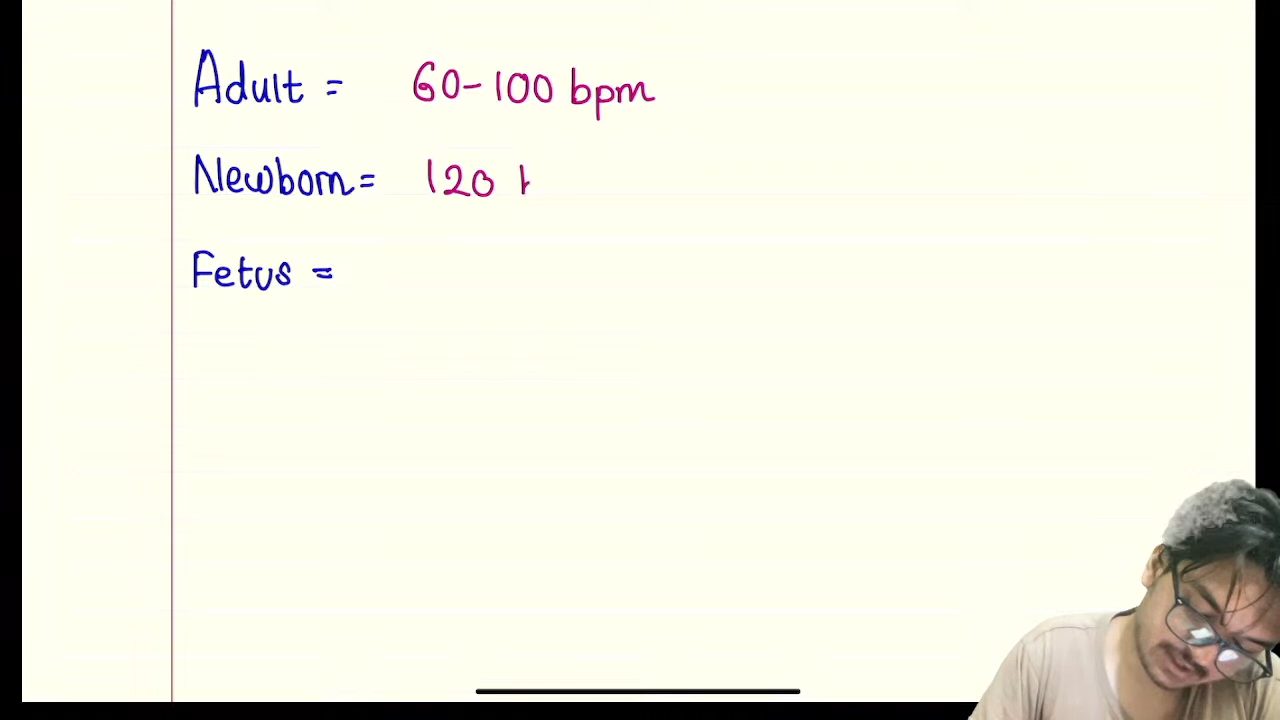 Adult = 60-100 bpm
Newborn = 120
Fetus =